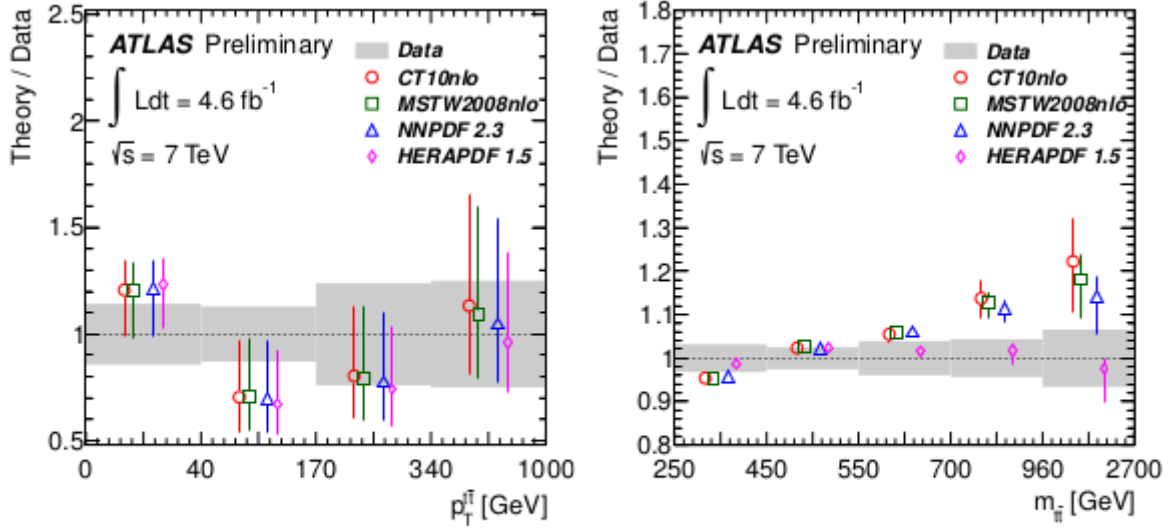 Theory / Data
2.5
2
1.5
1
0.5
ATLAS Preliminary
∫ Ldt = 4.6 fb⁻¹
√s = 7 TeV
Data
CT10nlo
MSTW2008nlo
NNPDF 2.3
HERAPDF 1.5
0 40 170 340 1000
p_T^{tt̄} [GeV]
Theory / Data
1.8
1.7
1.6
1.5
1.4
1.3
1.2
1.1
1
0.9
0.8
ATLAS Preliminary
∫ Ldt = 4.6 fb⁻¹
√s = 7 TeV
Data
CT10nlo
MSTW2008nlo
NNPDF 2.3
HERAPDF 1.5
250 450 550 700 960 2700
m_{tt̄} [GeV]